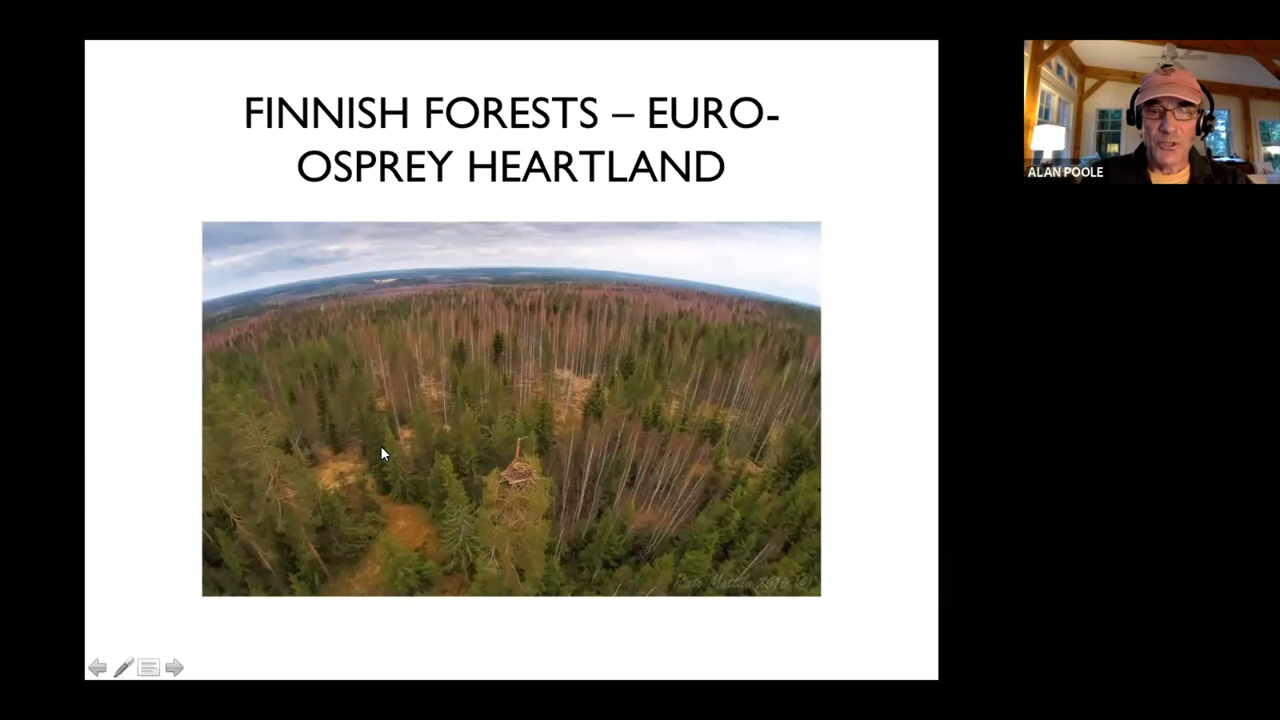 FINNISH FORESTS – EURO-
OSPREY HEARTLAND
ALAN POOLE